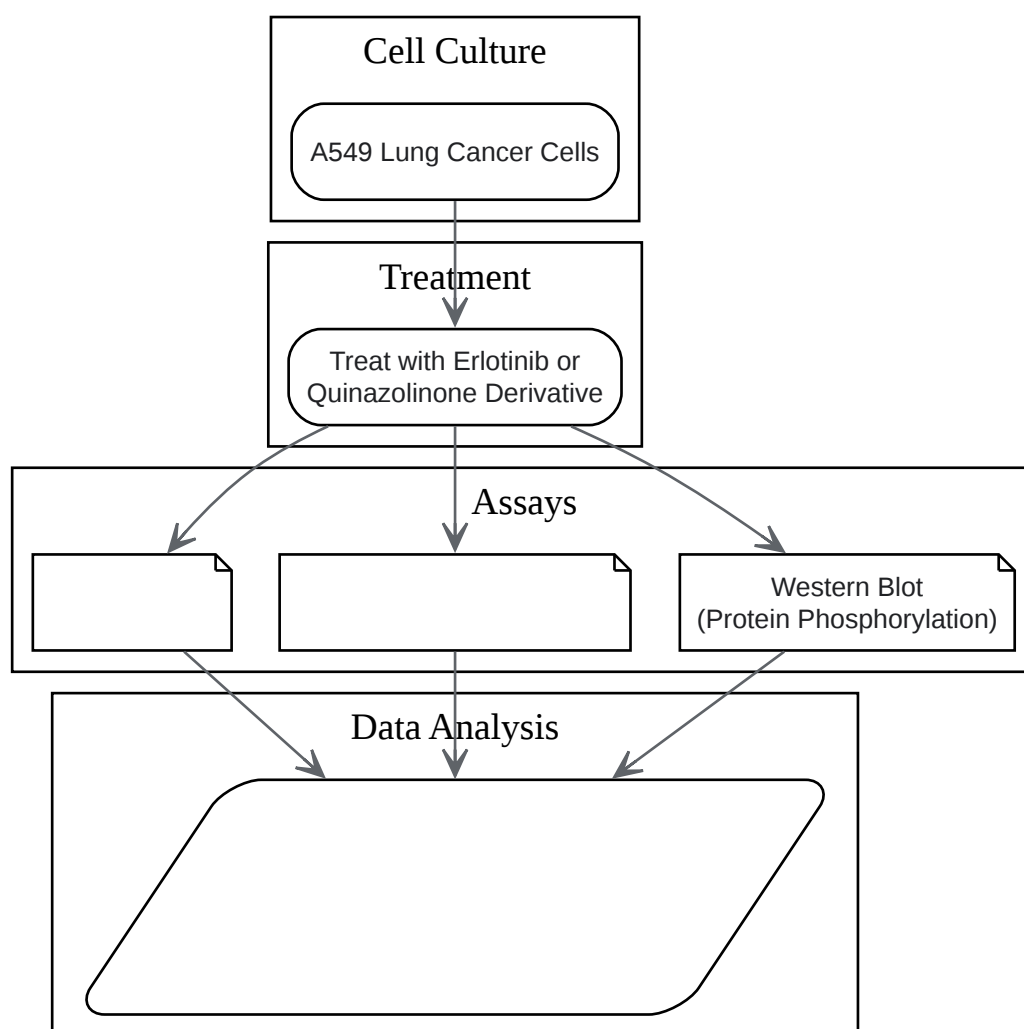 Cell Culture
A549 Lung Cancer Cells
Treatment
Treat with Erlotinib or
Quinazolinone Derivative
Assays
Western Blot
(Protein Phosphorylation)
Data Analysis